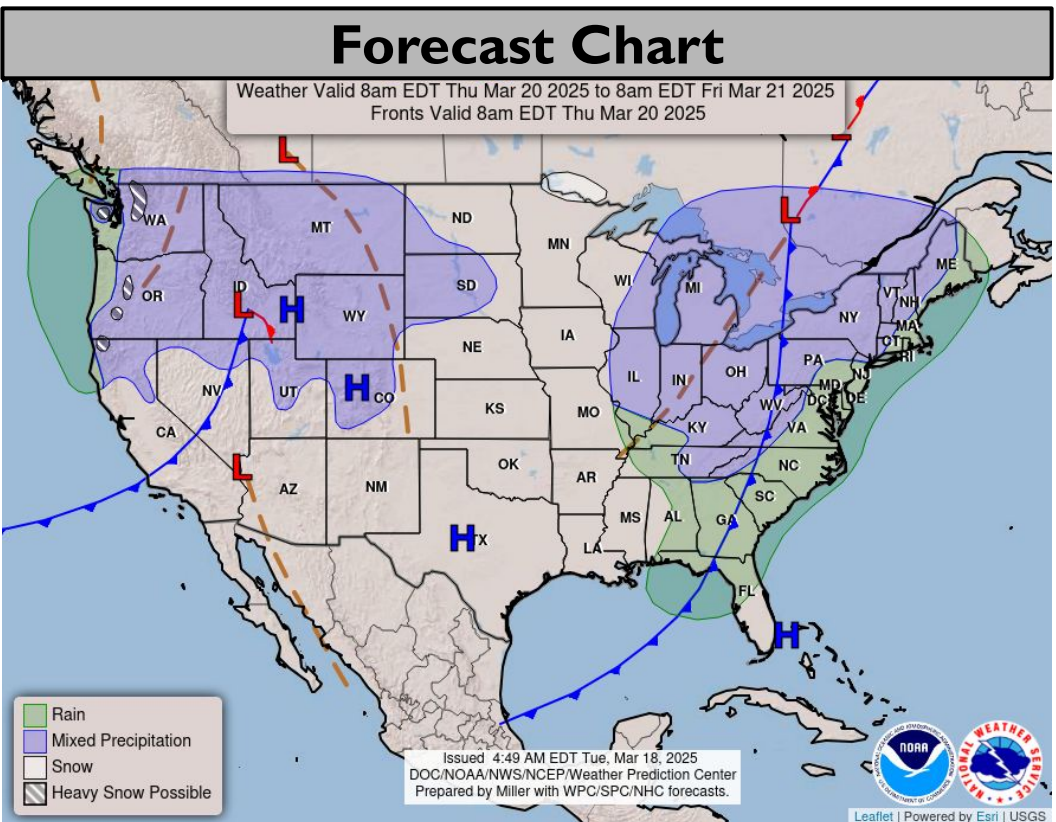 Forecast Chart
Weather Valid 8am EDT Thu Mar 20 2025 to 8am EDT Fri Mar 21 2025
Fronts Valid 8am EDT Thu Mar 20 2025
L
L
L
WA
MT
ND
MN
WI
MI
ME
VT
NH
OR
ID
L
H
WY
SD
NY
MA
CT
RI
NE
IA
IL
IN
OH
PA
NJ
NV
UT
H
CO
MD
DE
DC
WV
VA
CA
KS
MO
KY
L
AZ
NM
OK
AR
TN
NC
SC
MS
AL
GA
H
TX
LA
FL
H
Rain
Mixed Precipitation
Snow
Heavy Snow Possible
Issued 4:49 AM EDT Tue, Mar 18, 2025
DOC/NOAA/NWS/NCEP/Weather Prediction Center
Prepared by Miller with WPC/SPC/NHC forecasts.
NOAA
NATIONAL WEATHER SERVICE
Leaflet | Powered by Esri | USGS